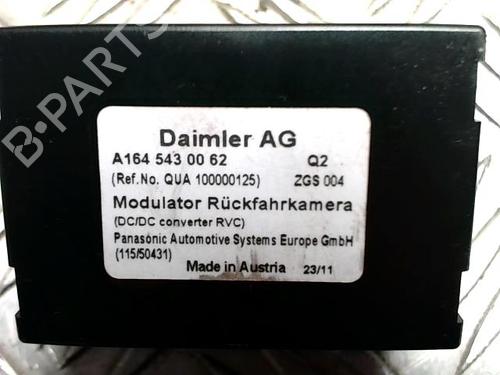 B-PARTS
Daimler AG
A164 543 00 62 Q2
(Ref.No. QUA 100000125) ZGS 004
Modulator Rückfahrkamera
(DC/DC converter RVC)
Panasonic Automotive Systems Europe GmbH
(115/50431)
Made in Austria 23/11